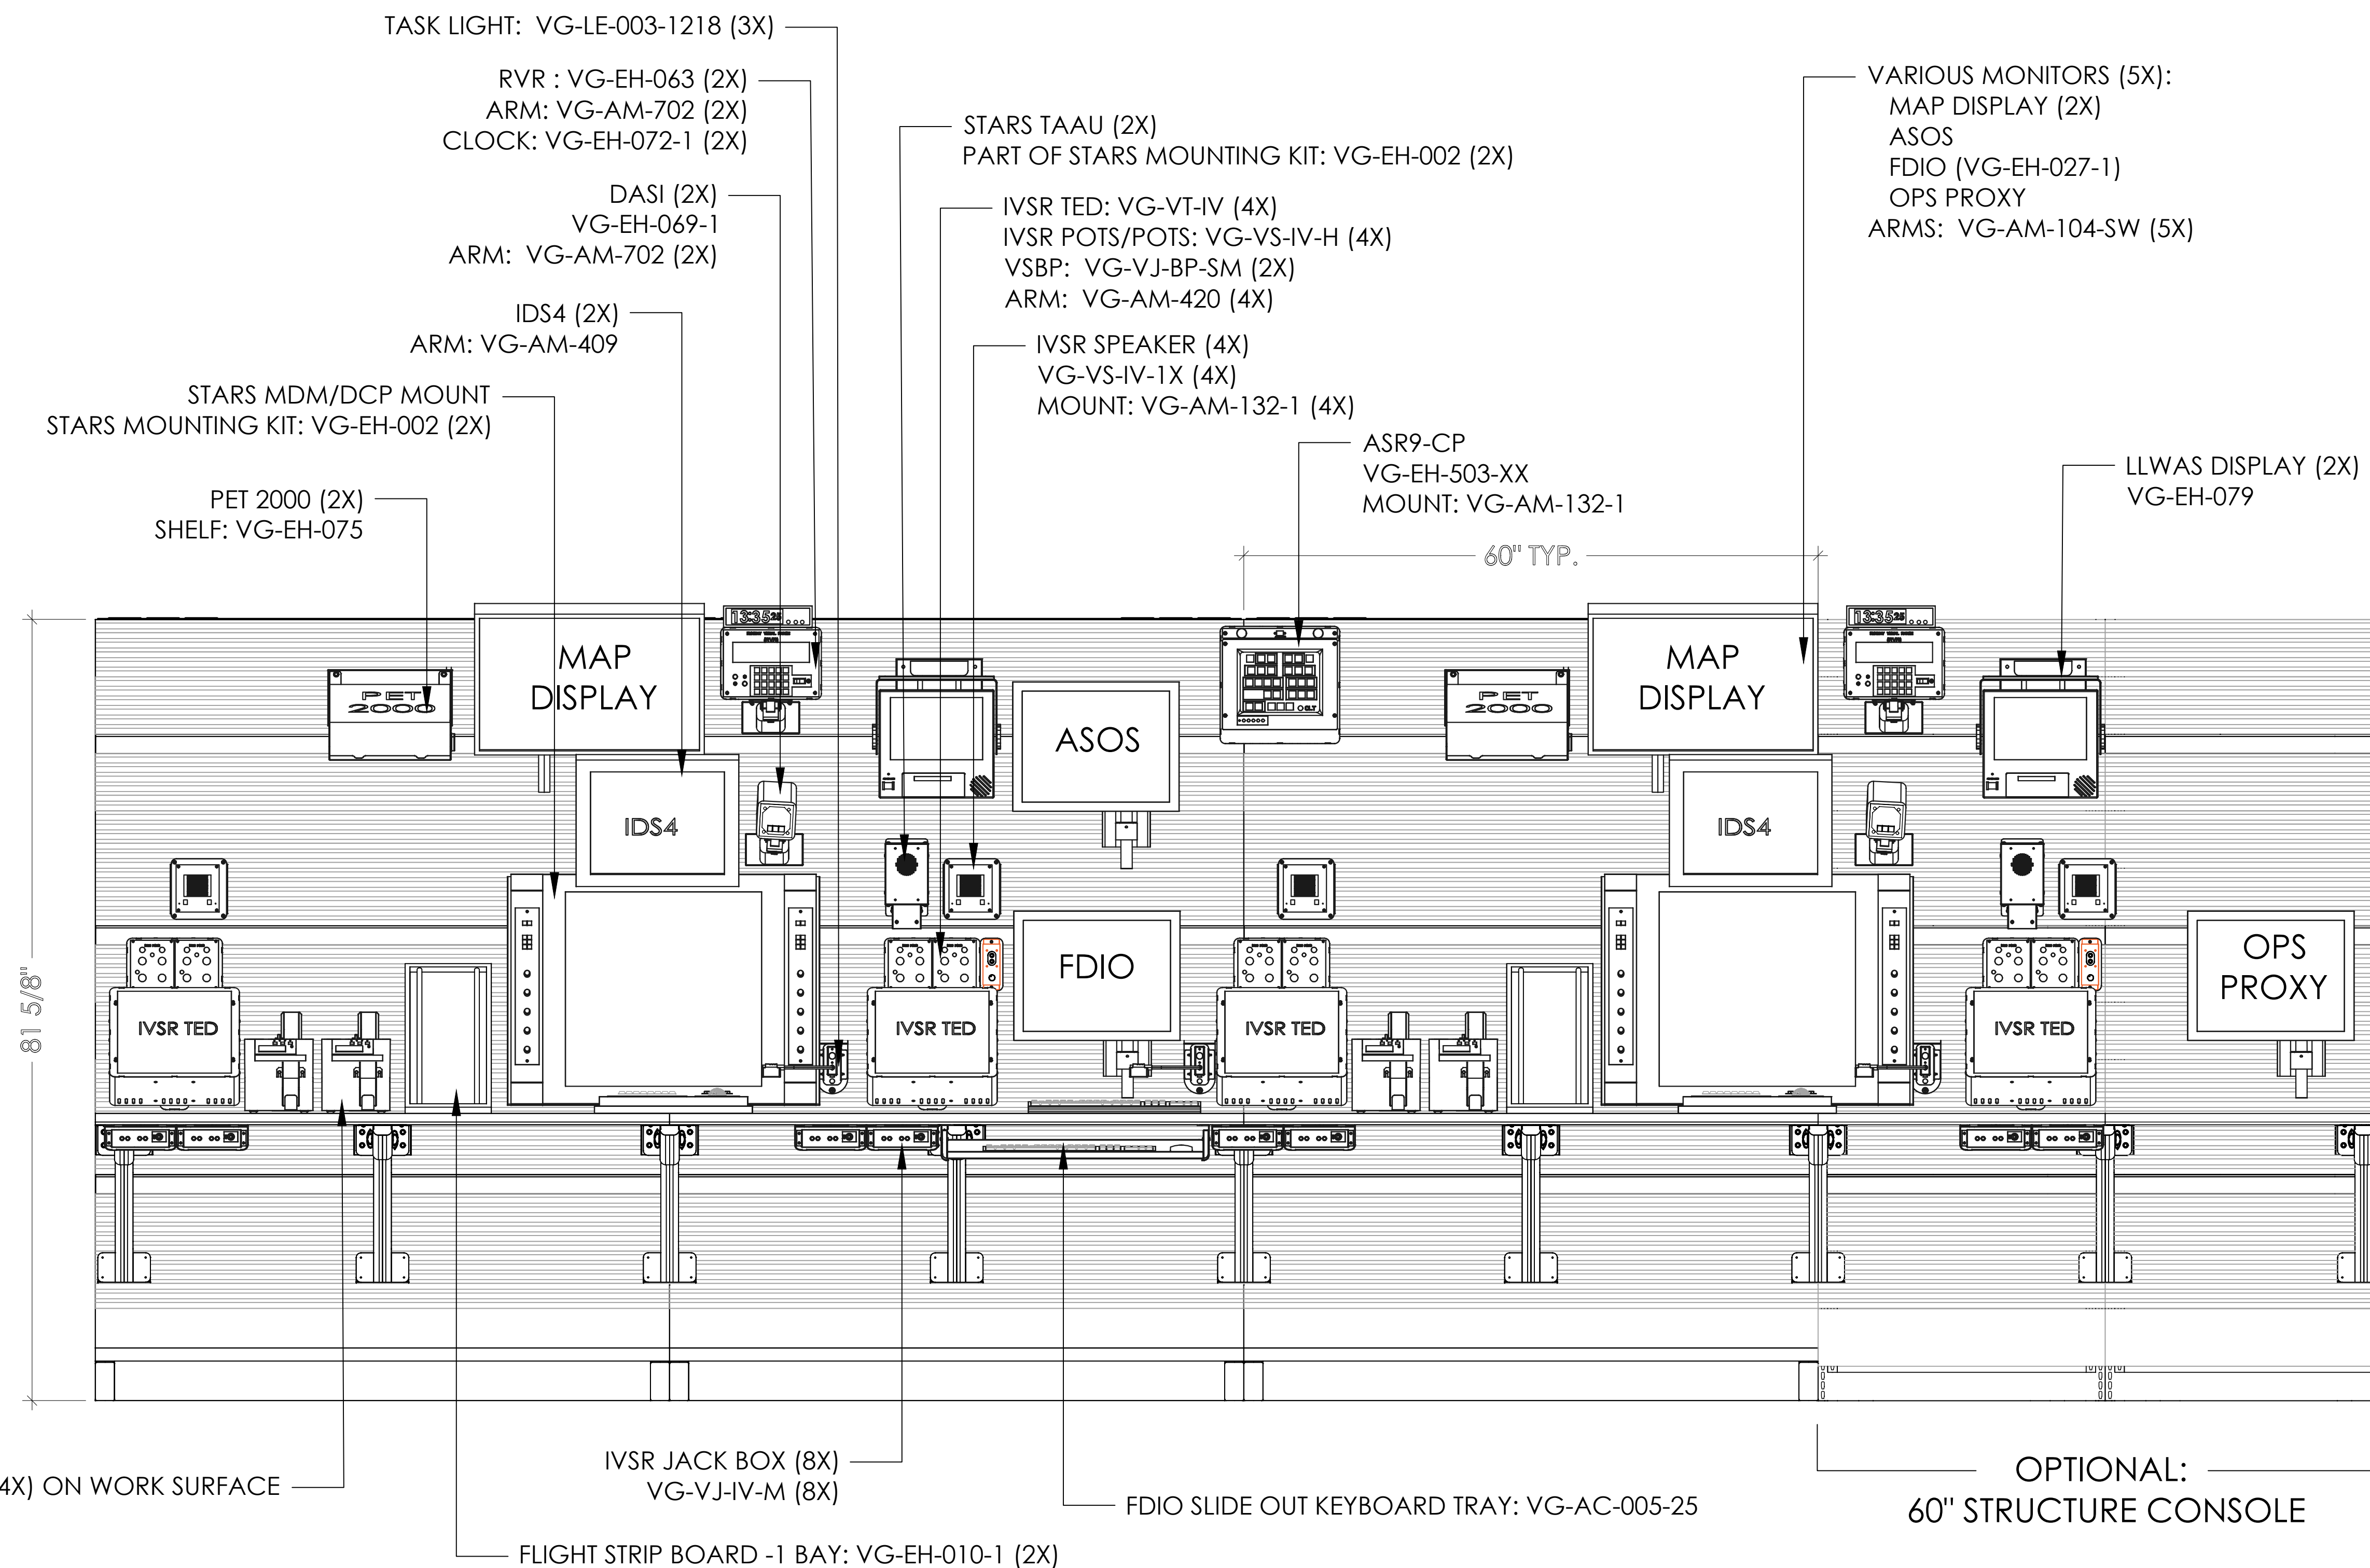 TASK LIGHT: VG-LE-003-1218 (3X)
RVR : VG-EH-063 (2X)
ARM: VG-AM-702 (2X)
CLOCK: VG-EH-072-1 (2X)
DASI (2X)
VG-EH-069-1
ARM: VG-AM-702 (2X)
IDS4 (2X)
ARM: VG-AM-409
STARS MDM/DCP MOUNT
STARS MOUNTING KIT: VG-EH-002 (2X)
PET 2000 (2X)
SHELF: VG-EH-075
STARS TAAU (2X)
PART OF STARS MOUNTING KIT: VG-EH-002 (2X)
IVSR TED: VG-VT-IV (4X)
IVSR POTS/POTS: VG-VS-IV-H (4X)
VSBP: VG-VJ-BP-SM (2X)
ARM: VG-AM-420 (4X)
IVSR SPEAKER (4X)
VG-VS-IV-1X (4X)
MOUNT: VG-AM-132-1 (4X)
ASR9-CP
VG-EH-503-XX
MOUNT: VG-AM-132-1
VARIOUS MONITORS (5X):
MAP DISPLAY (2X)
ASOS
FDIO (VG-EH-027-1)
OPS PROXY
ARMS: VG-AM-104-SW (5X)
LLWAS DISPLAY (2X)
VG-EH-079
60" TYP.
81 5/8"
13:35 25
13:35 25
PET
2000
MAP
DISPLAY
ASOS
PET
2000
MAP
DISPLAY
IDS4
IDS4
FDIO
OPS
PROXY
IVSR TED
IVSR TED
IVSR TED
IVSR TED
4X) ON WORK SURFACE
IVSR JACK BOX (8X)
VG-VJ-IV-M (8X)
FLIGHT STRIP BOARD -1 BAY: VG-EH-010-1 (2X)
FDIO SLIDE OUT KEYBOARD TRAY: VG-AC-005-25
OPTIONAL:
60" STRUCTURE CONSOLE